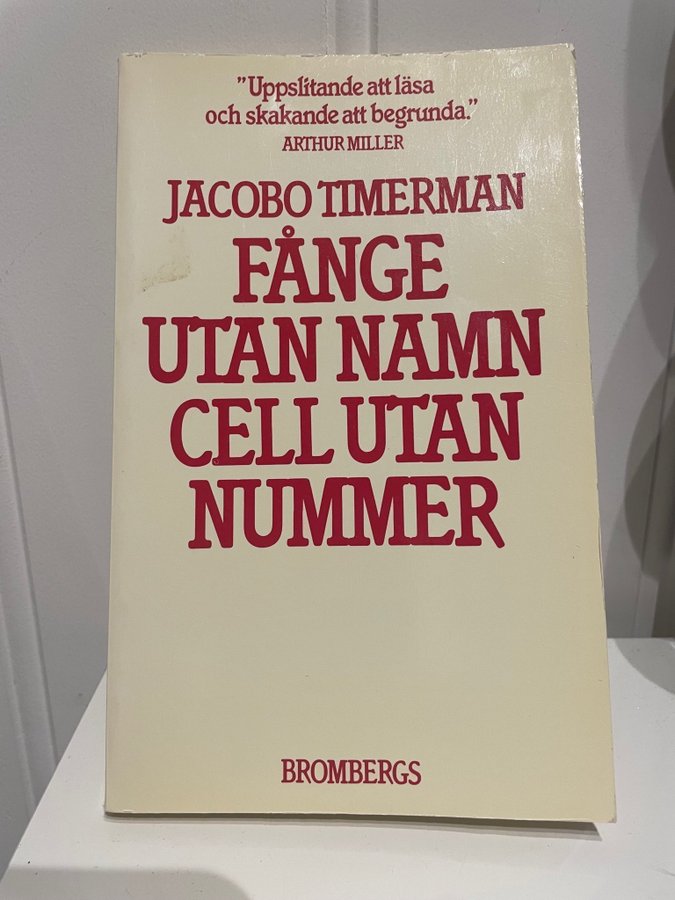 ”Uppslitande att läsa
och skakande att begrunda.”
ARTHUR MILLER
JACOBO TIMERMAN
FÅNGE
UTAN NAMN
CELL UTAN
NUMMER
BROMBERGS